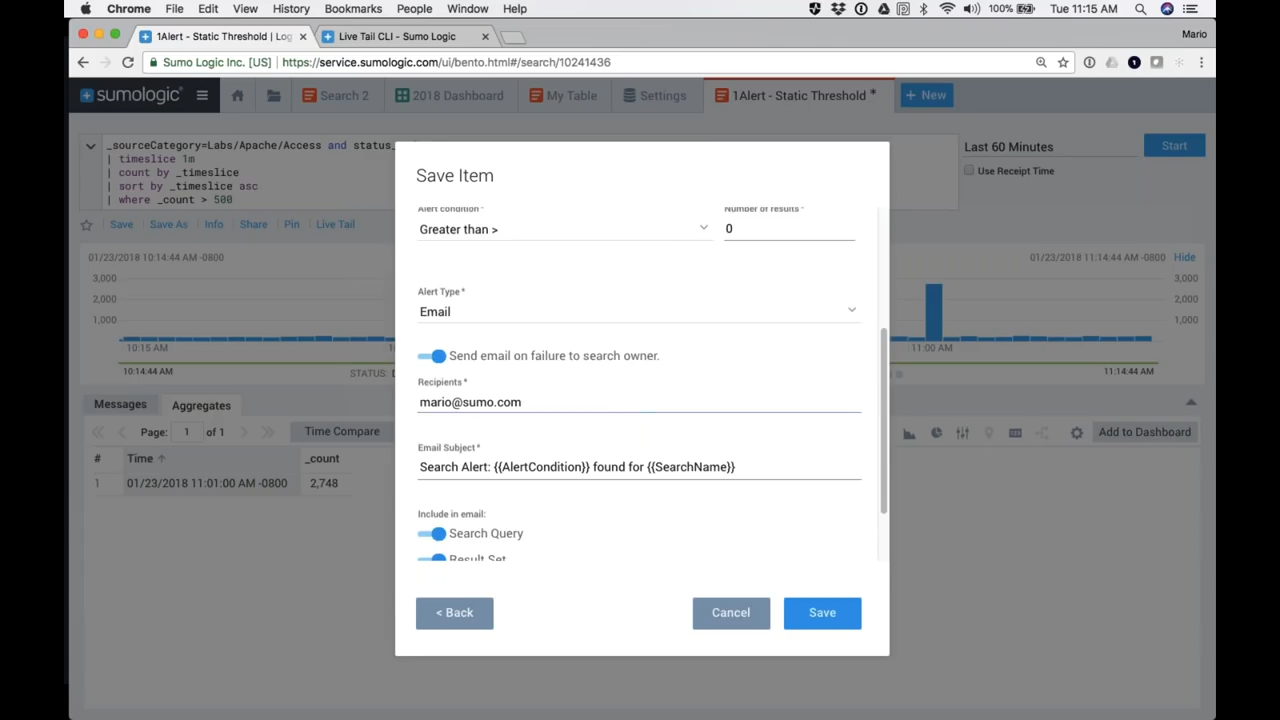 Chrome File Edit View History Bookmarks People Window Help 100% Tue 11:15 AM
1Alert - Static Threshold | Log Live Tail CLI - Sumo Logic Mario
Sumo Logic Inc. [US] https://service.sumologic.com/ui/bento.html#/search/10241436
sumologic Search 2 2018 Dashboard My Table Settings 1Alert - Static Threshold * + New
_sourceCategory=Labs/Apache/Access and status_
| timeslice 1m
| count by _timeslice
| sort by _timeslice asc
| where _count > 500
Last 60 Minutes Start
Use Receipt Time
Save Save As Info Share Pin Live Tail
01/23/2018 10:14:44 AM -0800 01/23/2018 11:14:44 AM -0800 Hide
3,000 3,000
2,000 2,000
1,000 1,000
10:15 AM 11:00 AM
10:14:44 AM 11:14:44 AM
STATUS:
Messages Aggregates
Page: 1 of 1 Time Compare Add to Dashboard
# Time _count
1 01/23/2018 11:01:00 AM -0800 2,748
Save Item
Alert condition * Number of results *
Greater than > 0
Alert Type *
Email
Send email on failure to search owner.
Recipients *
mario@sumo.com
Email Subject *
Search Alert: {{AlertCondition}} found for {{SearchName}}
Include in email:
Search Query
Result Set
< Back Cancel Save